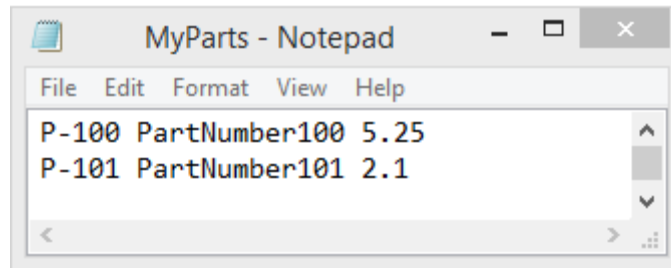 MyParts - Notepad
File Edit Format View Help
P-100 PartNumber100 5.25
P-101 PartNumber101 2.1